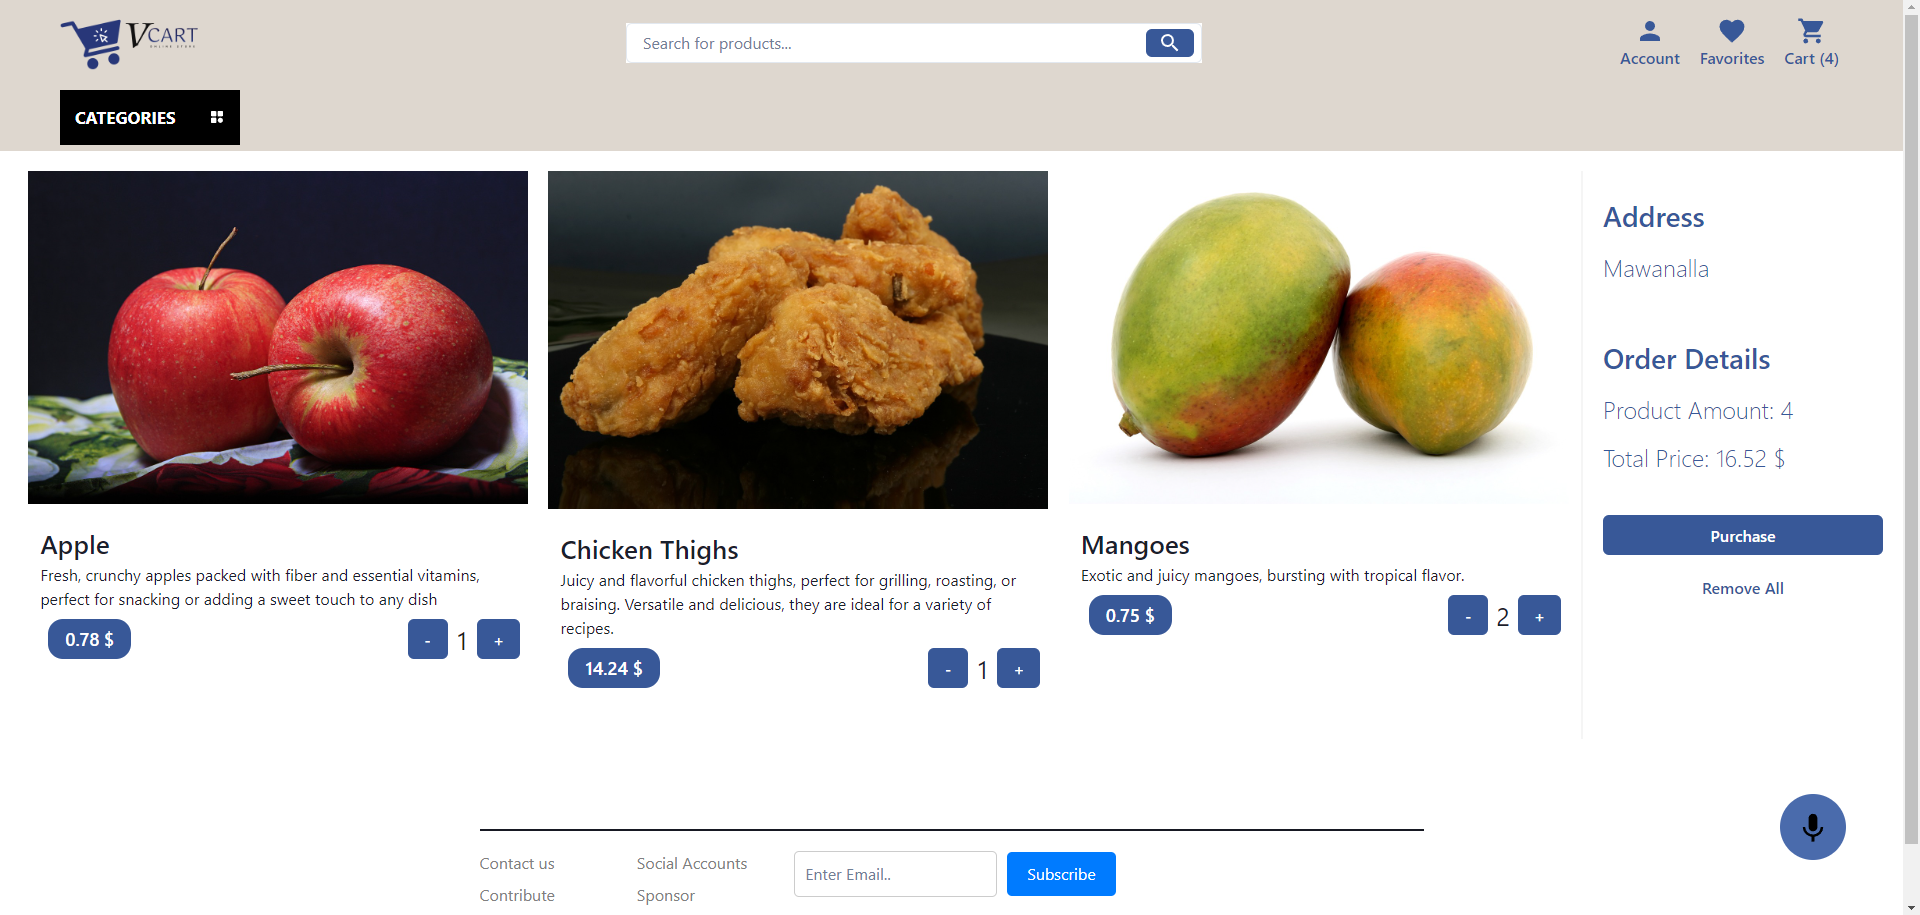 VCART
ONLINE STORE
Search for products...
Account
Favorites
Cart (4)
CATEGORIES
Apple
Fresh, crunchy apples packed with fiber and essential vitamins,
perfect for snacking or adding a sweet touch to any dish
0.78 $
- 1 +
Chicken Thighs
Juicy and flavorful chicken thighs, perfect for grilling, roasting, or
braising. Versatile and delicious, they are ideal for a variety of
recipes.
14.24 $
- 1 +
Mangoes
Exotic and juicy mangoes, bursting with tropical flavor.
0.75 $
- 2 +
Address
Mawanalla
Order Details
Product Amount: 4
Total Price: 16.52 $
Purchase
Remove All
Contact us
Contribute
Social Accounts
Sponsor
Enter Email..
Subscribe